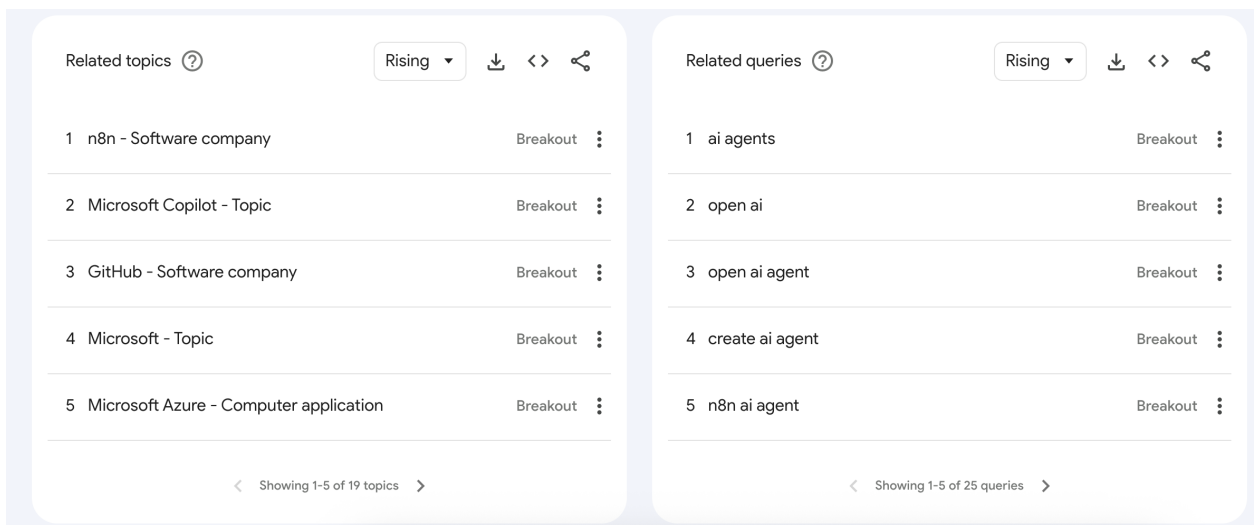 Related topics Rising
1 n8n - Software company Breakout
2 Microsoft Copilot - Topic Breakout
3 GitHub - Software company Breakout
4 Microsoft - Topic Breakout
5 Microsoft Azure - Computer application Breakout
Showing 1-5 of 19 topics
Related queries Rising
1 ai agents Breakout
2 open ai Breakout
3 open ai agent Breakout
4 create ai agent Breakout
5 n8n ai agent Breakout
Showing 1-5 of 25 queries